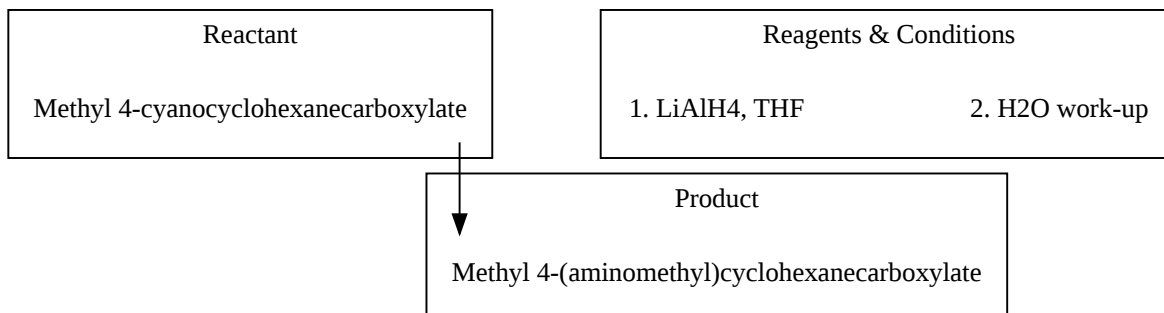 Reactant
Methyl 4-cyanocyclohexanecarboxylate
Reagents & Conditions
1. LiAlH4, THF 2. H2O work-up
Product
Methyl 4-(aminomethyl)cyclohexanecarboxylate